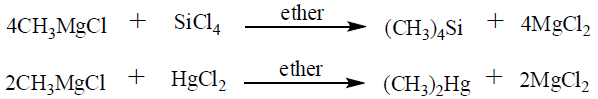 4CH₃MgCl + SiCl₄ ether (CH₃)₄Si + 4MgCl₂
2CH₃MgCl + HgCl₂ ether (CH₃)₂Hg + 2MgCl₂